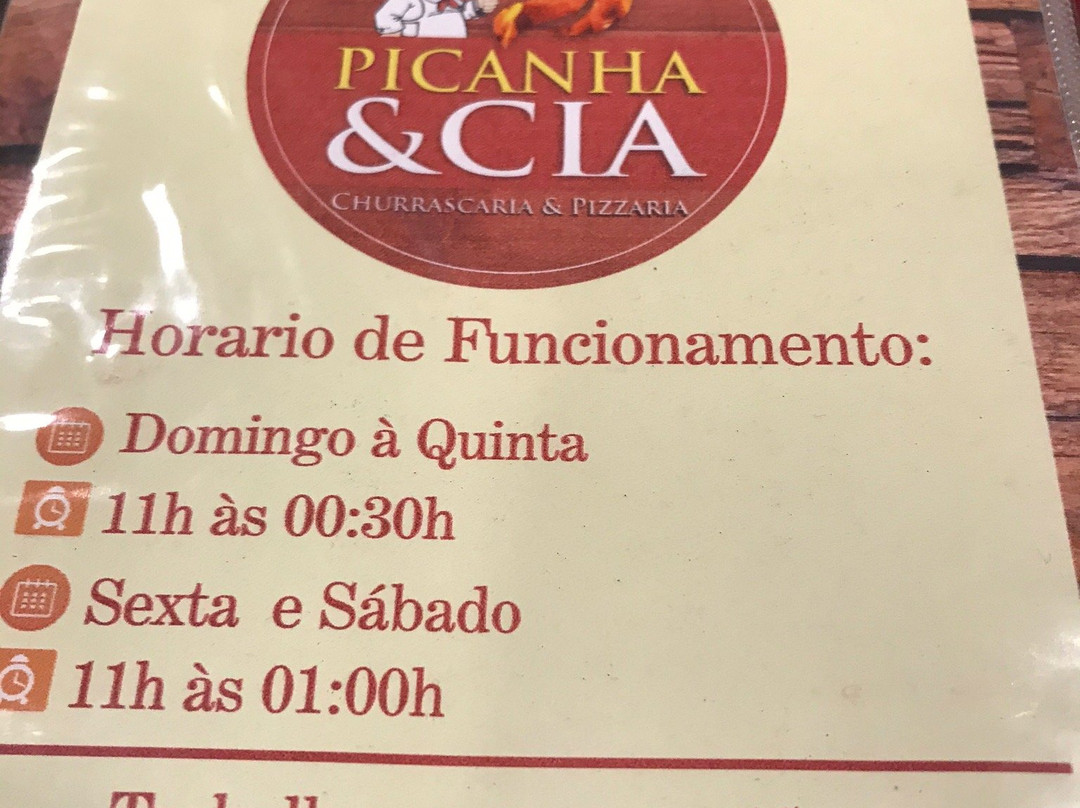 PICANHA
&CIA
CHURRASCARIA & PIZZARIA
Horario de Funcionamento:
Domingo à Quinta
11h às 00:30h
Sexta e Sábado
11h às 01:00h